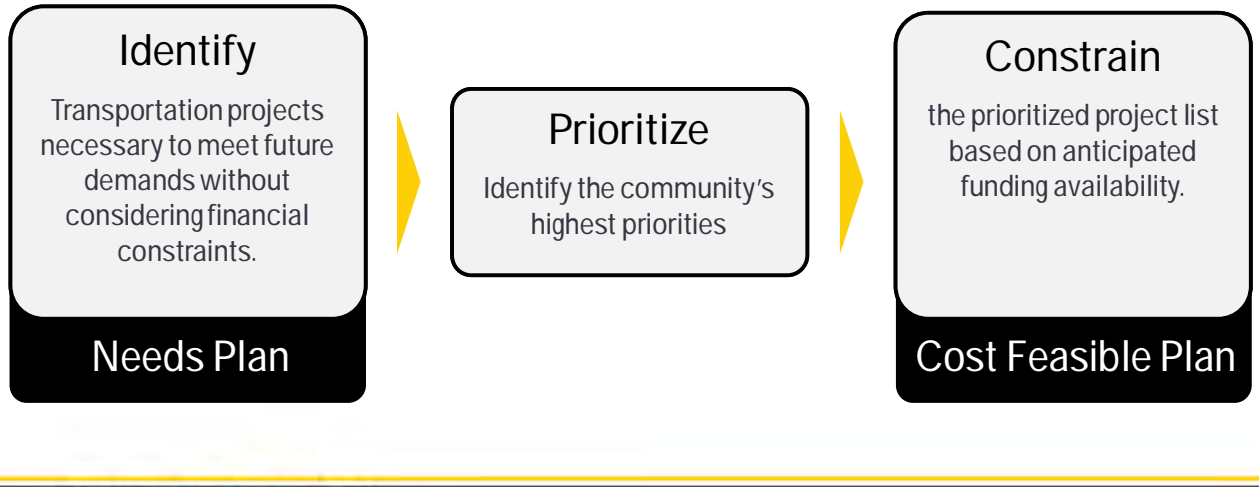 Identify
Transportation projects
necessary to meet future
demands without
considering financial
constraints.
Needs Plan
Prioritize
Identify the community's
highest priorities
Constrain
the prioritized project list
based on anticipated
funding availability.
Cost Feasible Plan